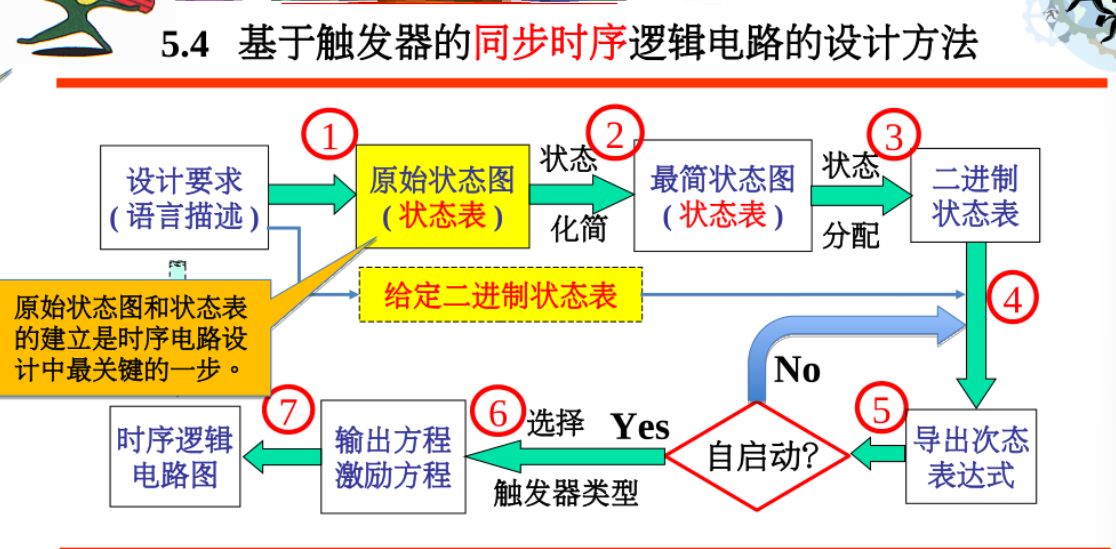 5.4 基于触发器的同步时序逻辑电路的设计方法
设计要求
( 语言描述 )
①
原始状态图
( 状态表 )
状态
化简
②
最简状态图
( 状态表 )
状态
分配
③
二进制
状态表
给定二进制状态表
④
原始状态图和状态表
的建立是时序电路设
计中最关键的一步。
No
⑤
导出次态
表达式
自启动?
Yes
选择
触发器类型
⑥
输出方程
激励方程
⑦
时序逻辑
电路图